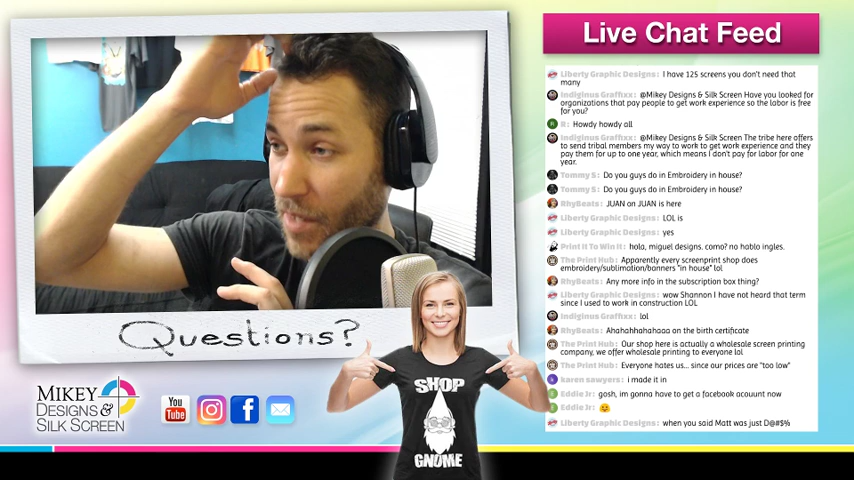 Live Chat Feed
Liberty Graphic Designs: I have 125 screens you don't need that
many
Indiginus Graffixx: @Mikey Designs & Silk Screen Have you looked for
organizations that pay people to get work experience so the labor is free
for you?
B: Howdy howdy all
Indiginus Graffixx: @Mikey Designs & Silk Screen The tribe here offers
to send tribal members my way to work to get work experience and they
pay them for up to one year, which means I don't pay for labor for one
year.
Tommy S: Do you guys do in Embroidery in house?
Tommy S: Do you guys do in Embroidery in house?
RhyBeats: JUAN on JUAN is here
Liberty Graphic Designs: LOL is
Liberty Graphic Designs: yes
Print It To Win It: hola, miguel designs. como? no hablo ingles.
The Print Hub: Apparently every screenprint shop does
embroidery/sublimation/banners "in house" lol
RhyBeats: Any more info in the subscription box thing?
Liberty Graphic Designs: wow Shannon I have not heard that term
since I used to work in construction LOL
Indiginus Graffixx: lol
RhyBeats: Ahahahhahahaaa on the birth certificate
The Print Hub: Our shop here is actually a wholesale screen printing
company, we offer wholesale printing to everyone lol
The Print Hub: Everyone hates us... since our prices are "too low"
karen sawyers: i made it in
Eddie Jr: gosh, im gonna have to get a facebook acouunt now
Eddie Jr: 🙂
Liberty Graphic Designs: when you said Matt was just D@#$%
Questions?
MIKEY
DESIGNS &
SILK SCREEN
You
Tube
SHOP
GNOME